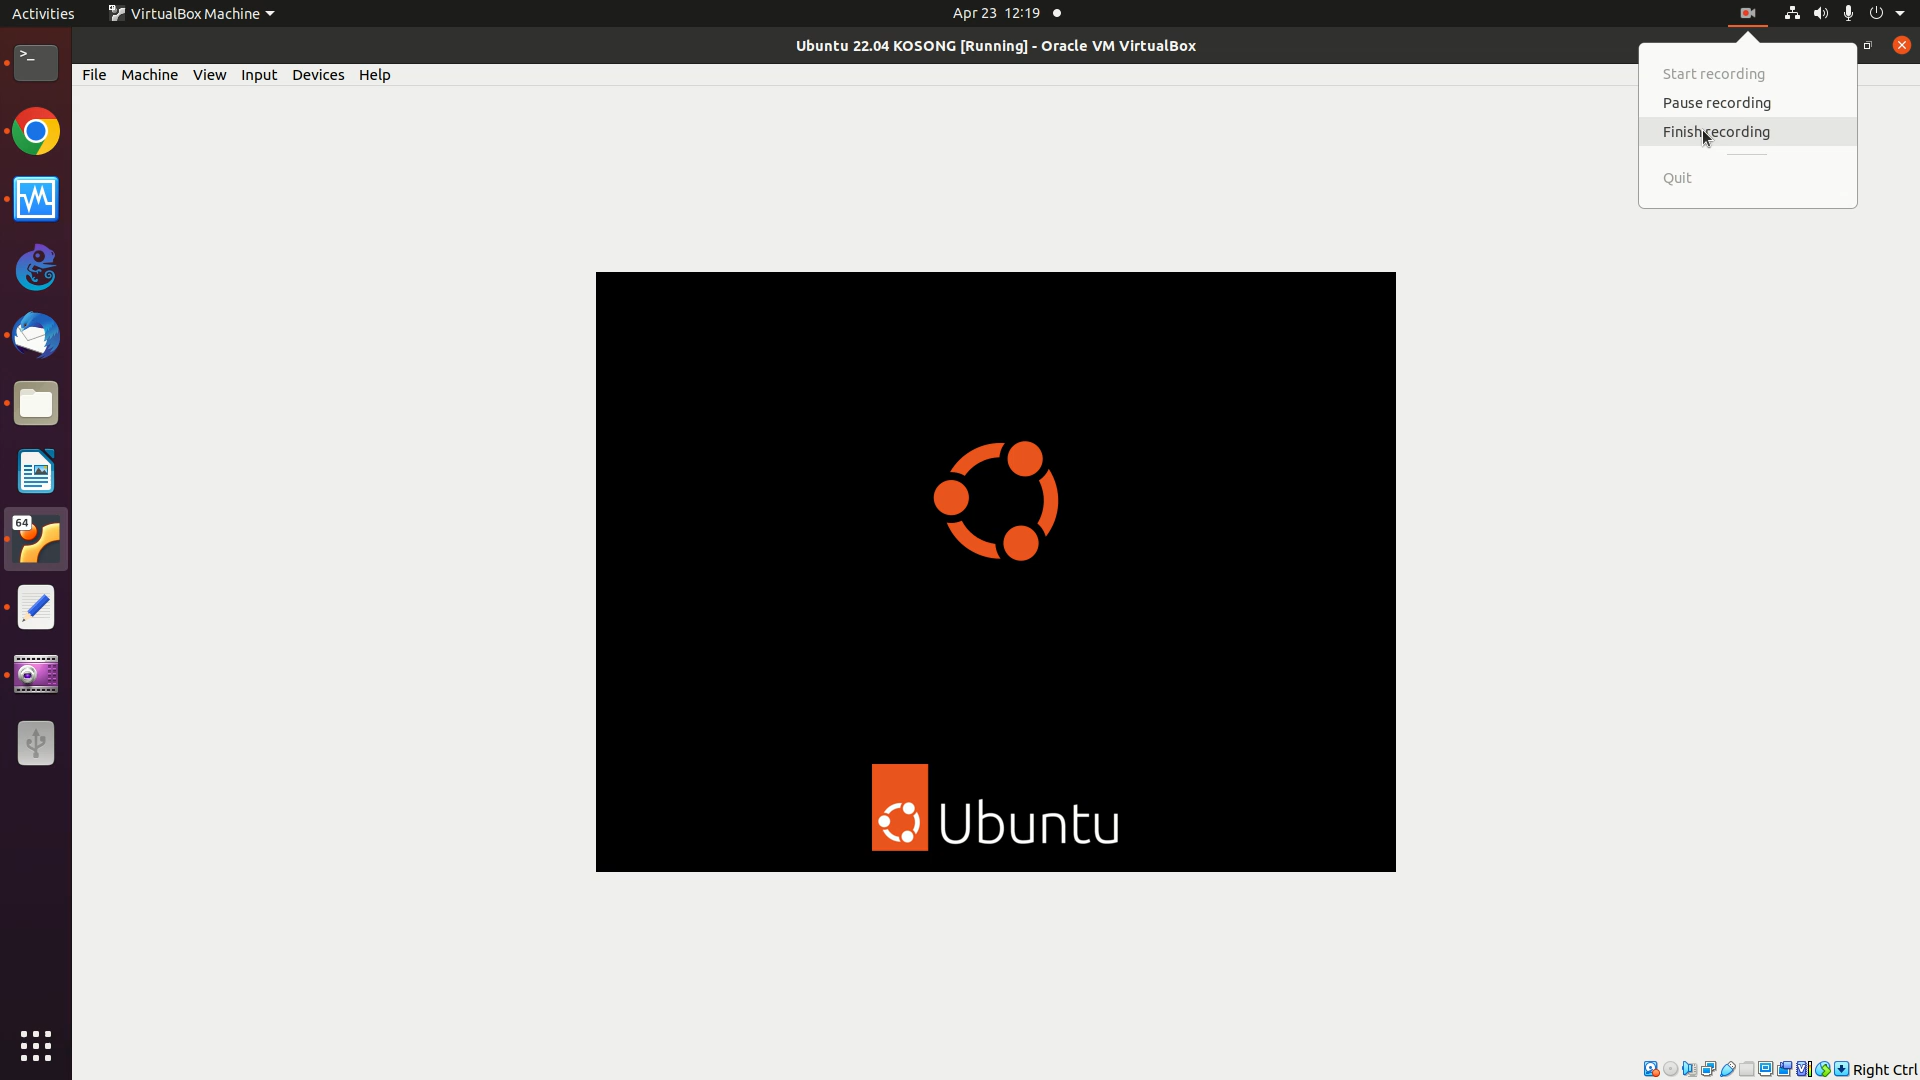 Activities
VirtualBox Machine
Apr 23 12:19
Ubuntu 22.04 KOSONG [Running] - Oracle VM VirtualBox
File Machine View Input Devices Help
Start recording
Pause recording
Finish recording
Quit
>_
64
Ubuntu
Right Ctrl